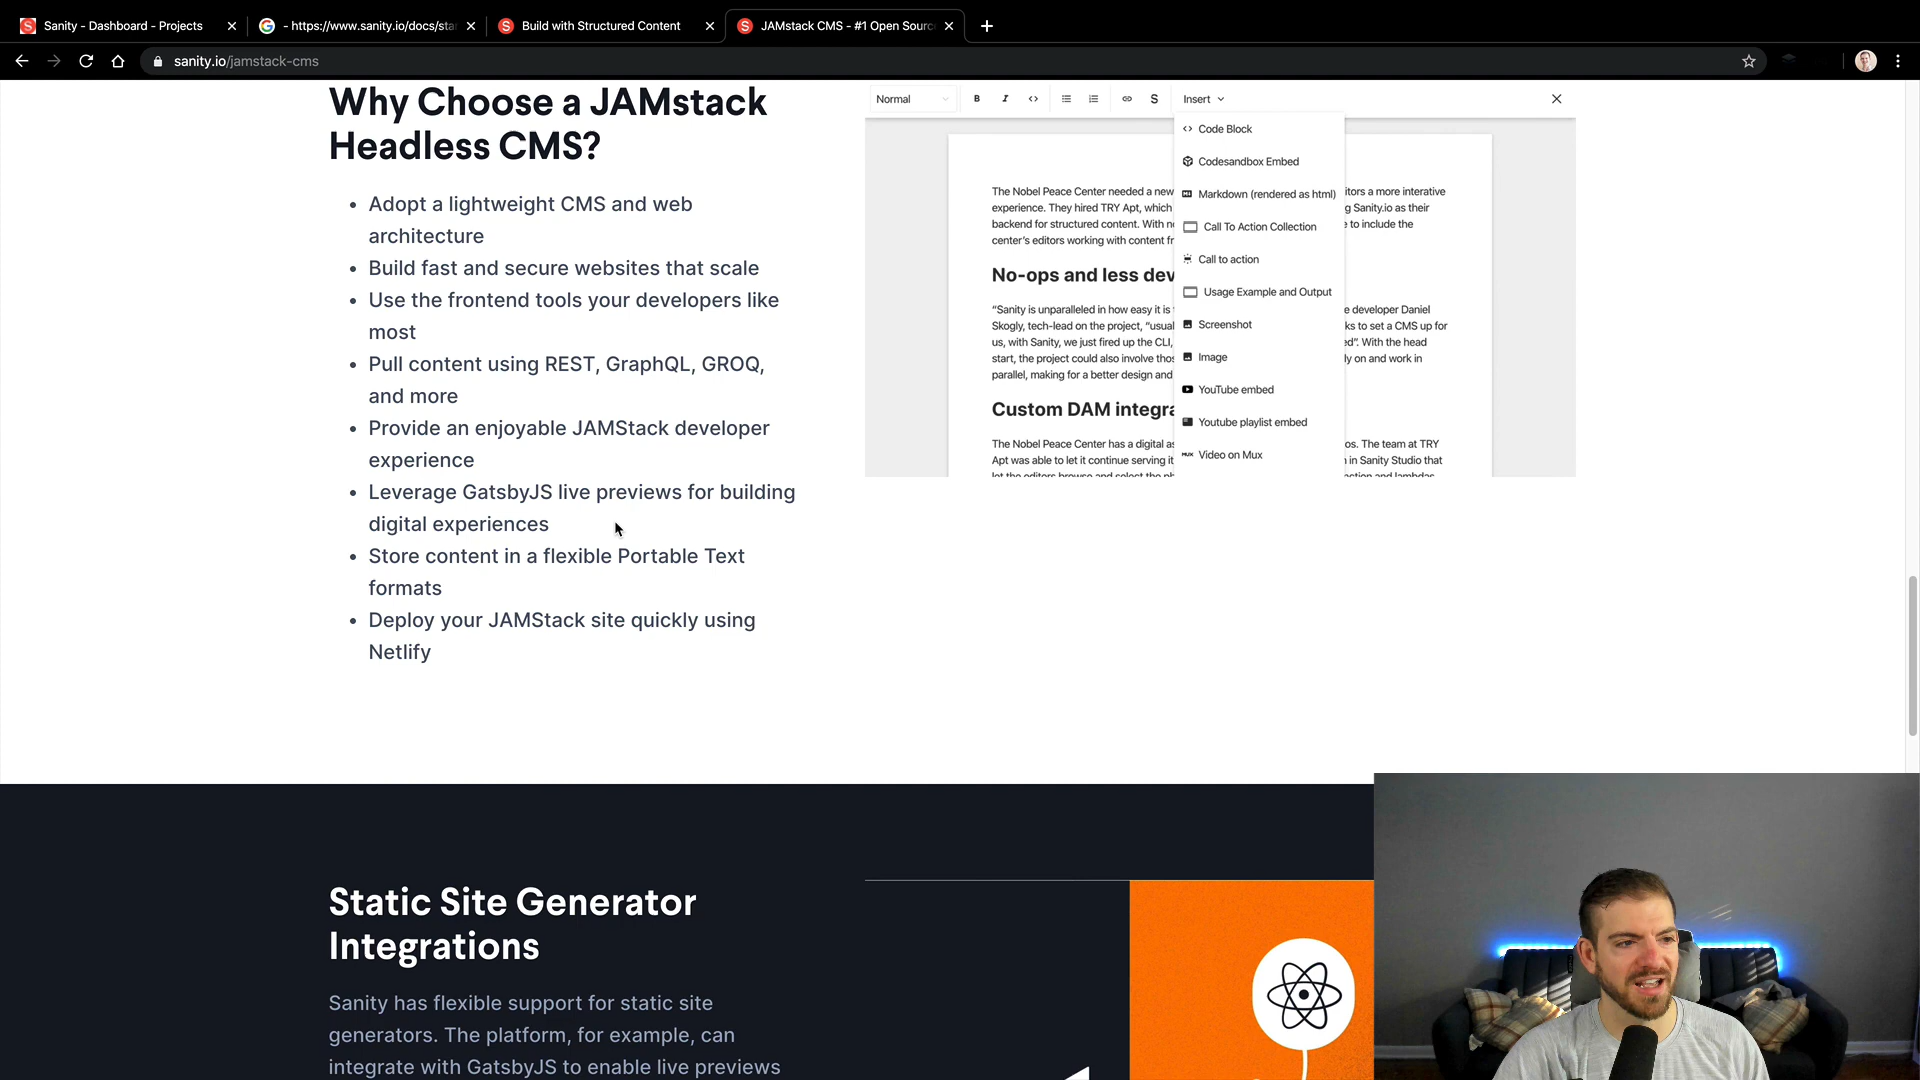 Sanity - Dashboard - Projects
- https://www.sanity.io/docs/sta
Build with Structured Content
JAMstack CMS - #1 Open Sourc
sanity.io/jamstack-cms
Why Choose a JAMstack
Headless CMS?
• Adopt a lightweight CMS and web
architecture
• Build fast and secure websites that scale
• Use the frontend tools your developers like
most
• Pull content using REST, GraphQL, GROQ,
and more
• Provide an enjoyable JAMStack developer
experience
• Leverage GatsbyJS live previews for building
digital experiences
• Store content in a flexible Portable Text
formats
• Deploy your JAMStack site quickly using
Netlify
Normal B I <> S Insert
Code Block
Codesandbox Embed
Markdown (rendered as html)
Call To Action Collection
Call to action
Usage Example and Output
Screenshot
Image
YouTube embed
Youtube playlist embed
Video on Mux
The Nobel Peace Center needed a new itors a more interative
experience. They hired TRY Apt, which g Sanity.io as their
backend for structured content. With no e to include the
center's editors working with content fr
No-ops and less dev
"Sanity is unparalleled in how easy it is e developer Daniel
Skogly, tech-lead on the project, "usual ks to set a CMS up for
us, with Sanity, we just fired up the CLI, ed". With the head
start, the project could also involve thos ly on and work in
parallel, making for a better design and
Custom DAM integra
The Nobel Peace Center has a digital as os. The team at TRY
Apt was able to let it continue serving it in Sanity Studio that
Static Site Generator
Integrations
Sanity has flexible support for static site
generators. The platform, for example, can
integrate with GatsbyJS to enable live previews